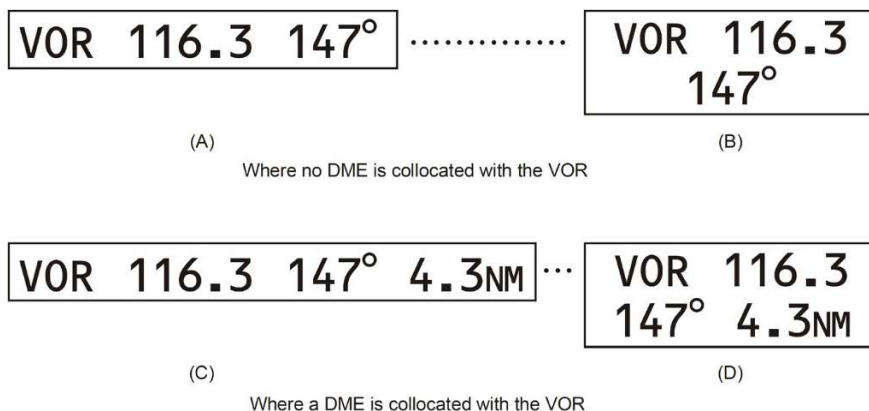 VOR 116.3 147° .............. VOR 116.3
147°
(A) (B)
Where no DME is collocated with the VOR
VOR 116.3 147° 4.3NM ... VOR 116.3
147° 4.3NM
(C) (D)
Where a DME is collocated with the VOR